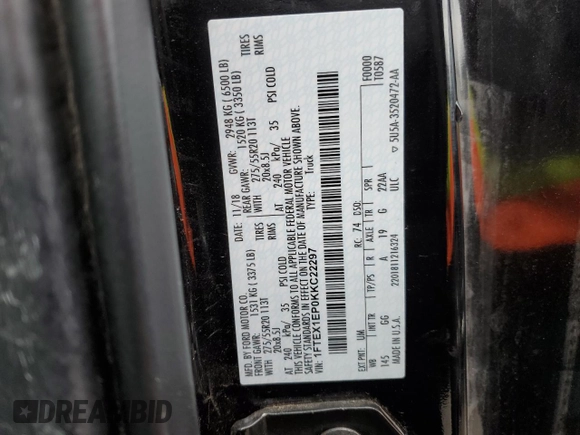 MFD. BY FORD MOTOR CO.
DATE: 11/18 GVWR: 2948 KG ( 6500 LB)
FRONT GAWR: 1531 KG ( 3375 LB) REAR GAWR: 1520 KG ( 3350 LB)
WITH 275/55R20 113T TIRES WITH 275/55R20 113T TIRES
20x8.5J RIMS 20x8.5J RIMS
AT 240 kPa/ 35 PSI COLD AT 240 kPa/ 35 PSI COLD
THIS VEHICLE CONFORMS TO ALL APPLICABLE FEDERAL MOTOR VEHICLE
SAFETY STANDARDS IN EFFECT ON THE DATE OF MANUFACTURE SHOWN ABOVE.
VIN: 1FTEX1EP0KKC22297 TYPE: Truck
F0000
T0587
EXT PNT: UM RC: 74 DSO:
WB INT TR TP/PS R AXLE TR SPR
145 GG A 19 G 22AA
MADE IN U.S.A. 2201811216324 ULC 5U5A-3520472-AA
DREAMBID